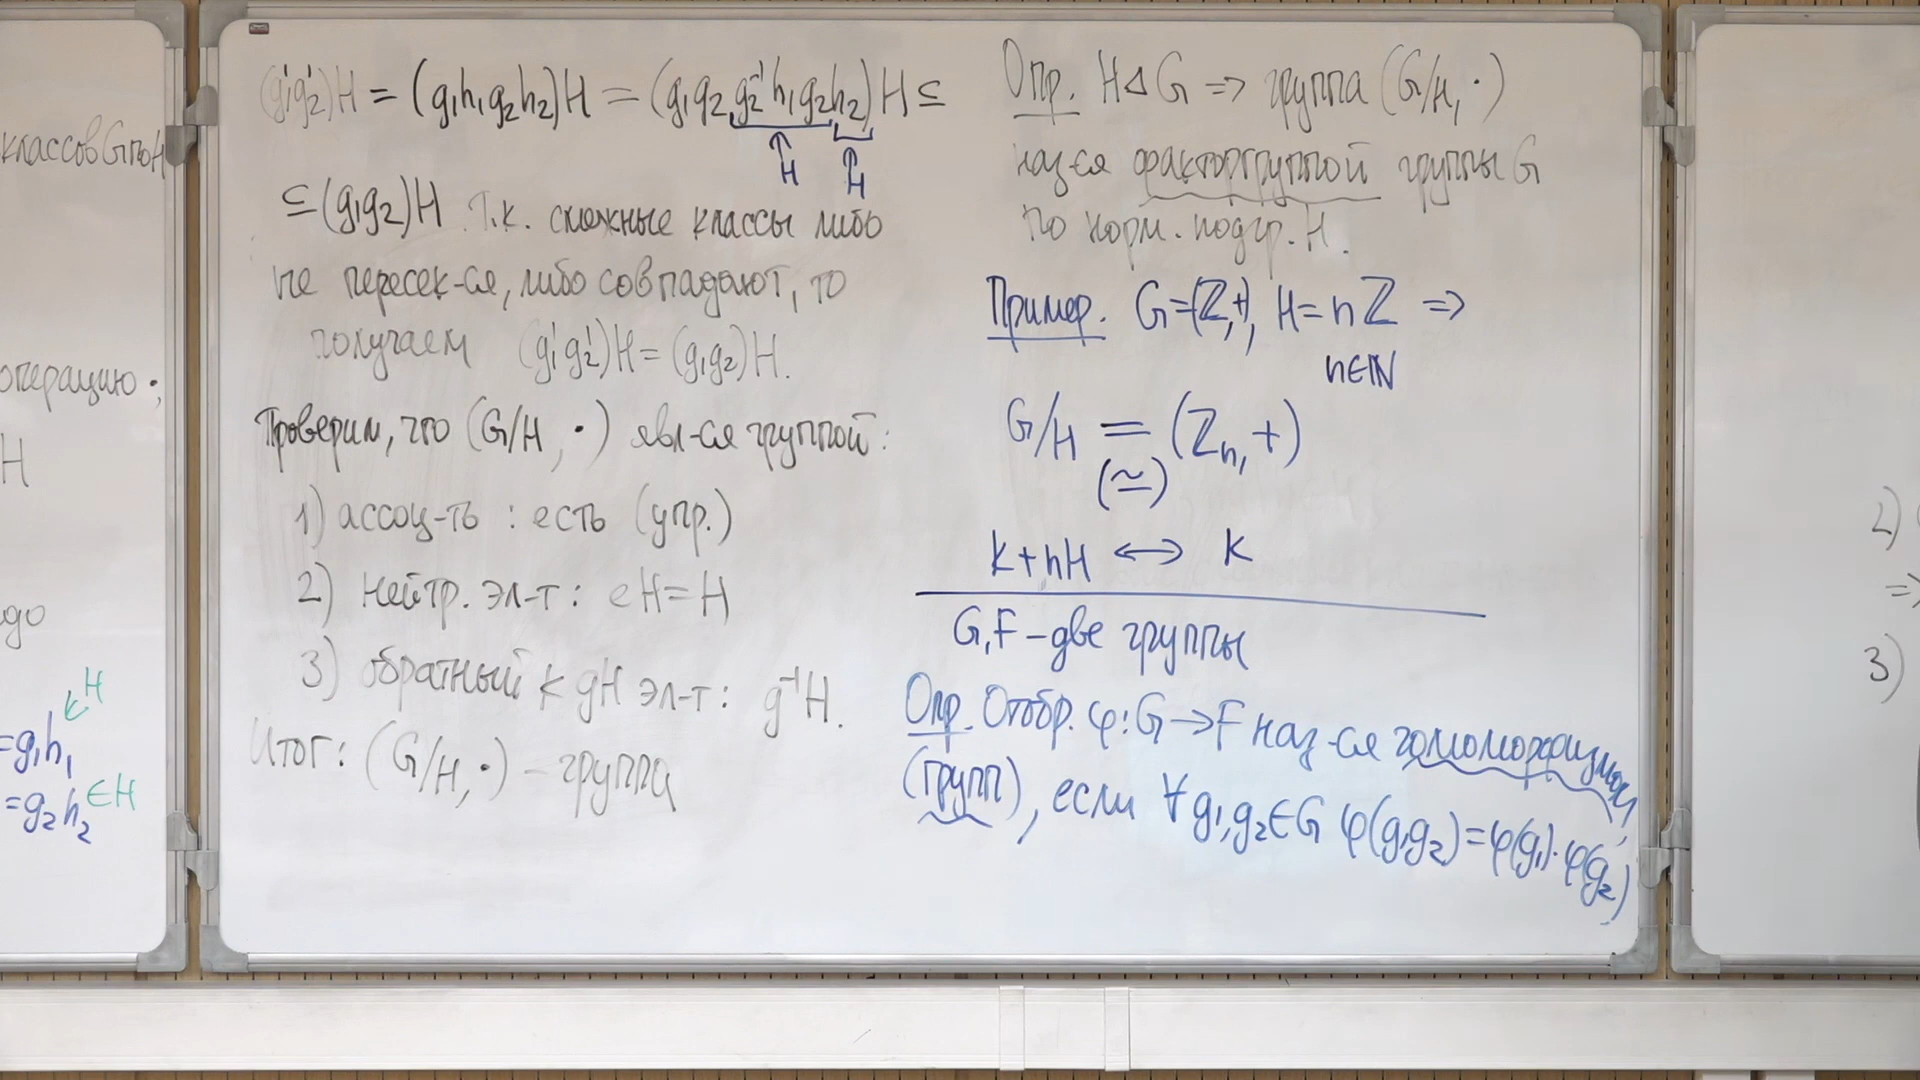 классов G по H
операцию ·;
H
до
∈H
=g₁h₁
=g₂h₂ ∈H
(g₁'g₂')H = (g₁h₁g₂h₂)H = (g₁g₂g₂⁻¹h₁g₂h₂)H ⊆
H H
⊆(g₁g₂)H т.к. смежные классы либо
не пересек-ся, либо совпадают, то
получаем (g₁'g₂')H = (g₁g₂)H.
Проверим, что (G/H, ·) явл-ся группой:
1) ассоц-ть : есть (упр.)
2) нейтр. эл-т: eH = H
3) обратный к gH эл-т: g⁻¹H.
Итог: (G/H, ·) – группа
Опр. H⊲G ⇒ группа (G/H, ·)
наз-ся факторгруппой группы G
по норм. подгр. H.
Пример. G=(ℤ,+), H=nℤ ⇒
n∈ℕ
G/H = (ℤₙ, +)
(≃)
k+nH ↔ k
G,F – две группы
Опр. Отобр. φ: G→F наз-ся гомоморфизмом
(групп), если ∀g₁,g₂∈G φ(g₁g₂)=φ(g₁)·φ(g₂)
2)
⇒
3)